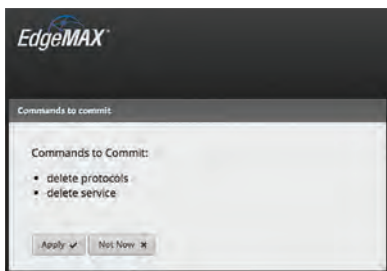 EdgeMAX
Commands to commit
Commands to Commit:
• delete protocols
• delete service
Apply ✔ Not Now ✖